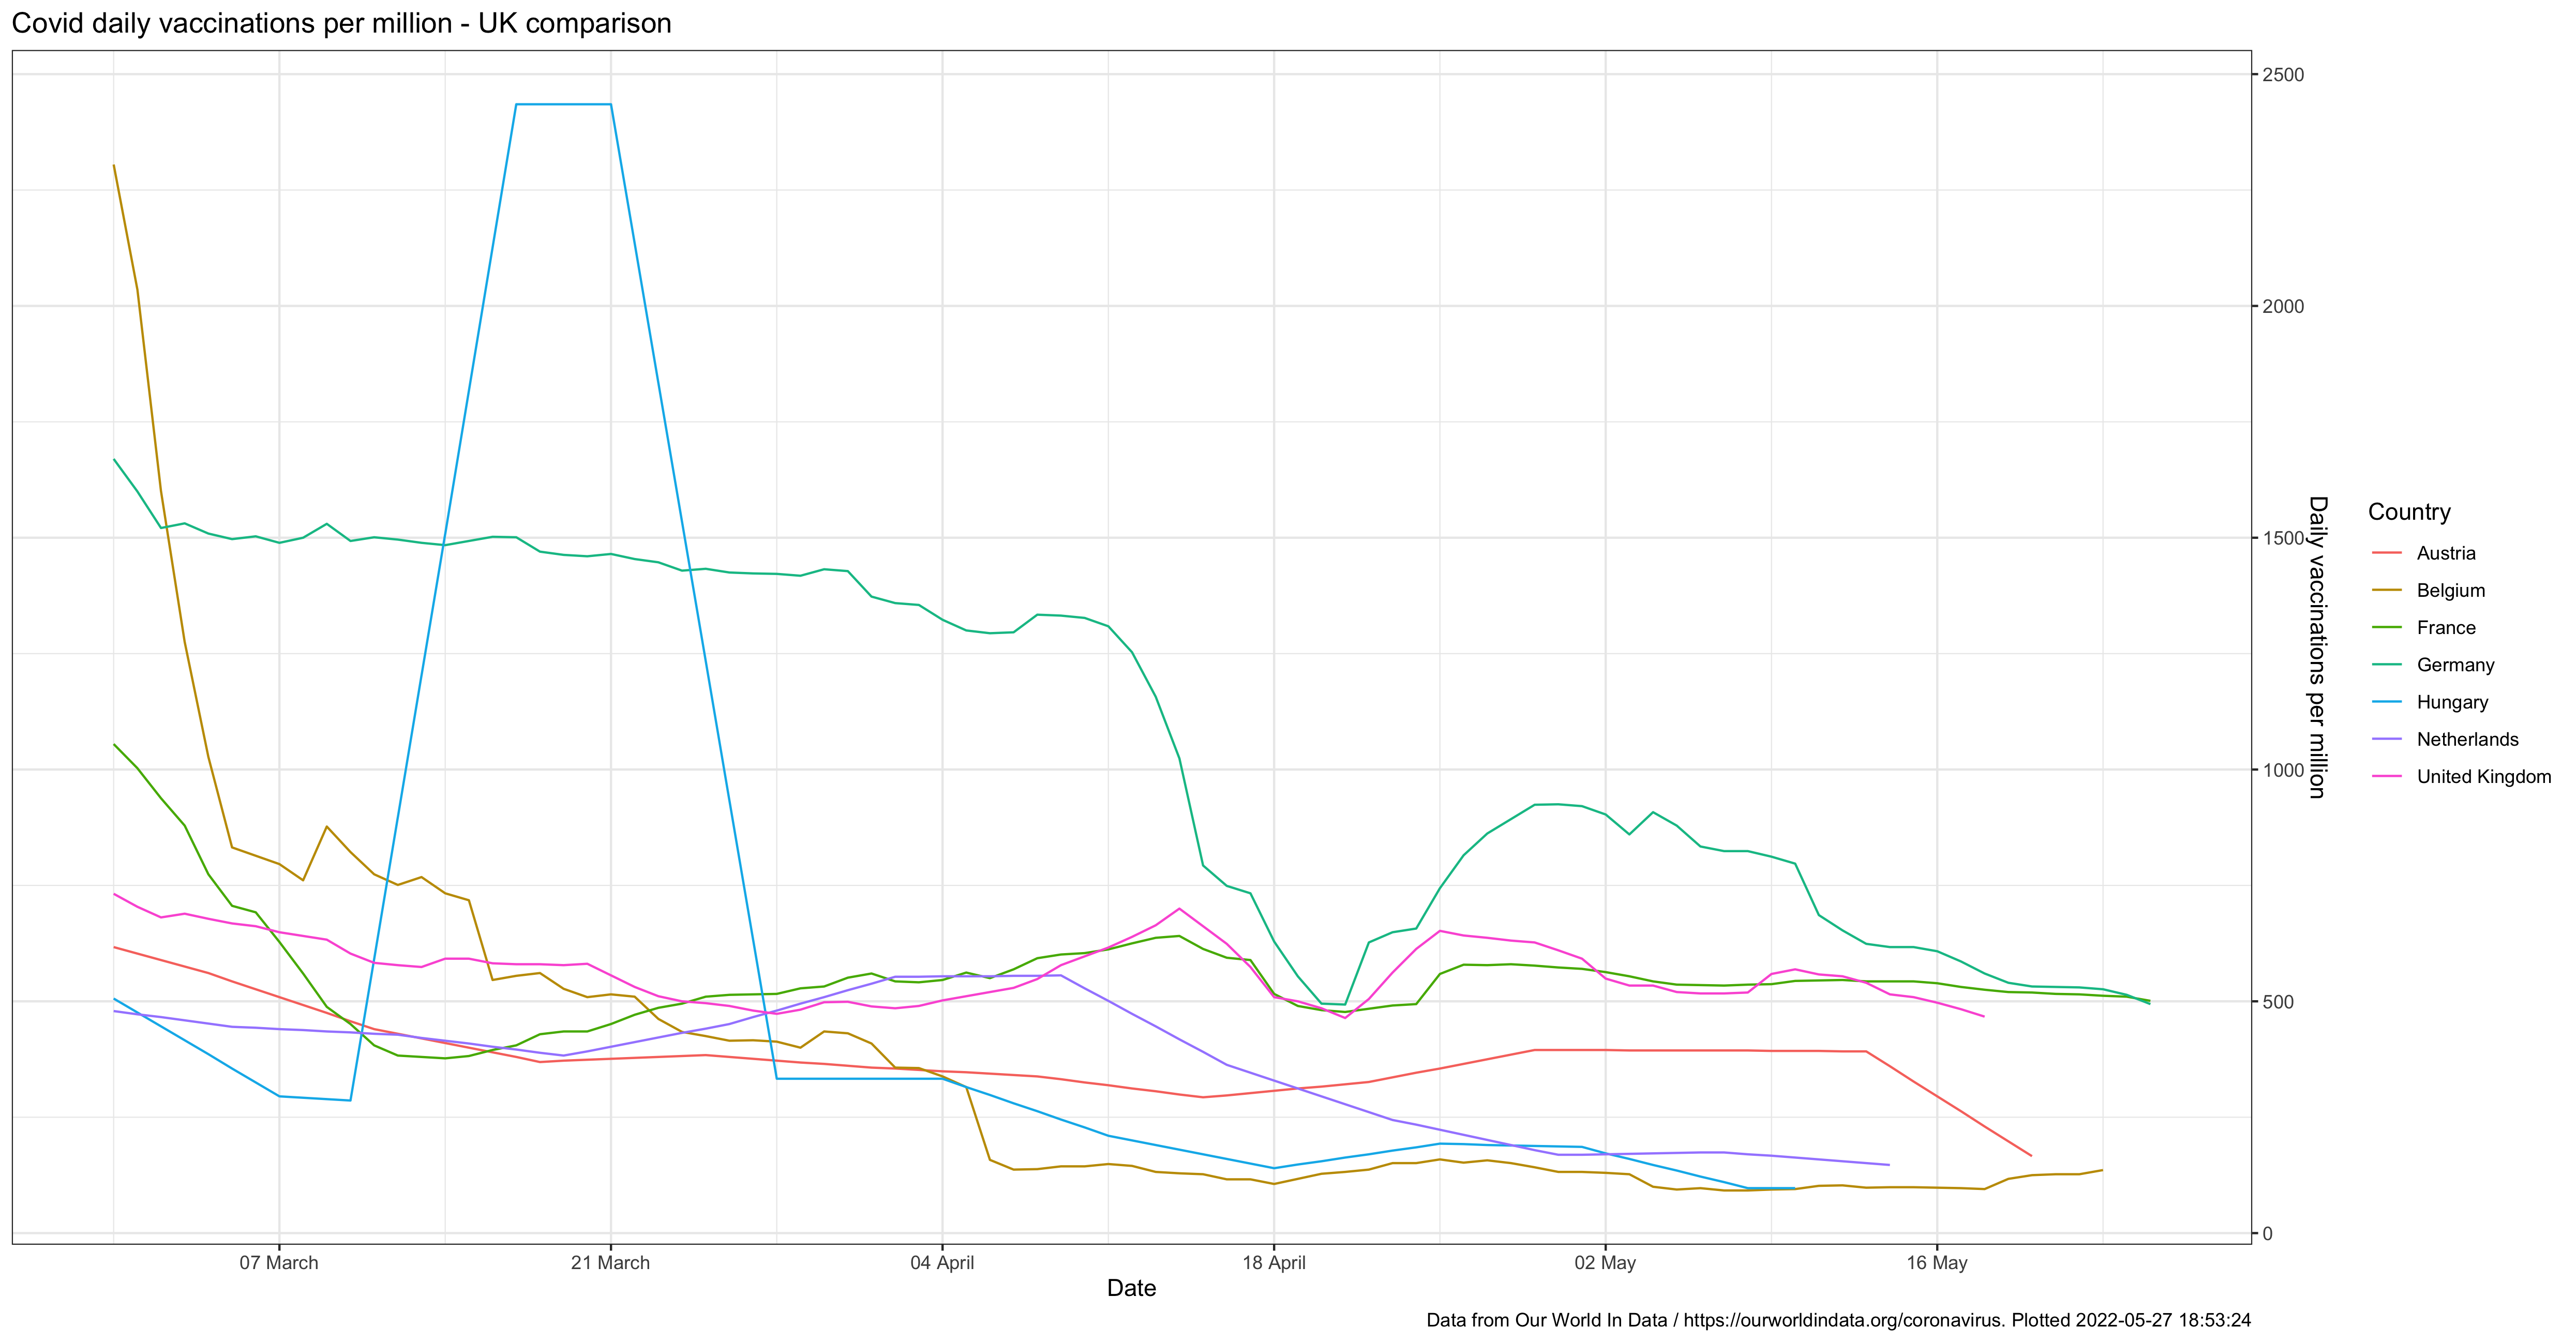 Covid daily vaccinations per million - UK comparison
2500
2000
1500
1000
500
0
Daily vaccinations per million
Country
Austria
Belgium
France
Germany
Hungary
Netherlands
United Kingdom
07 March
21 March
04 April
18 April
02 May
16 May
Date
Data from Our World In Data / https://ourworldindata.org/coronavirus. Plotted 2022-05-27 18:53:24